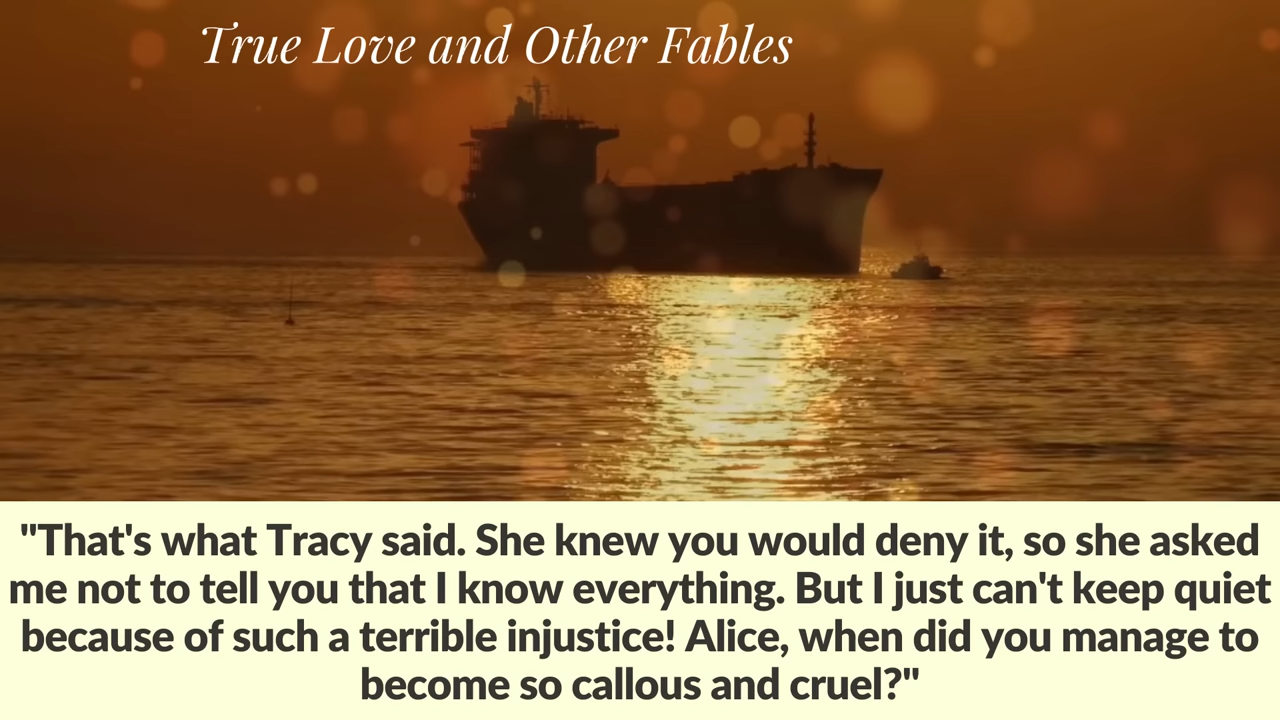 True Love and Other Fables
"That's what Tracy said. She knew you would deny it, so she asked
me not to tell you that I know everything. But I just can't keep quiet
because of such a terrible injustice! Alice, when did you manage to
become so callous and cruel?"